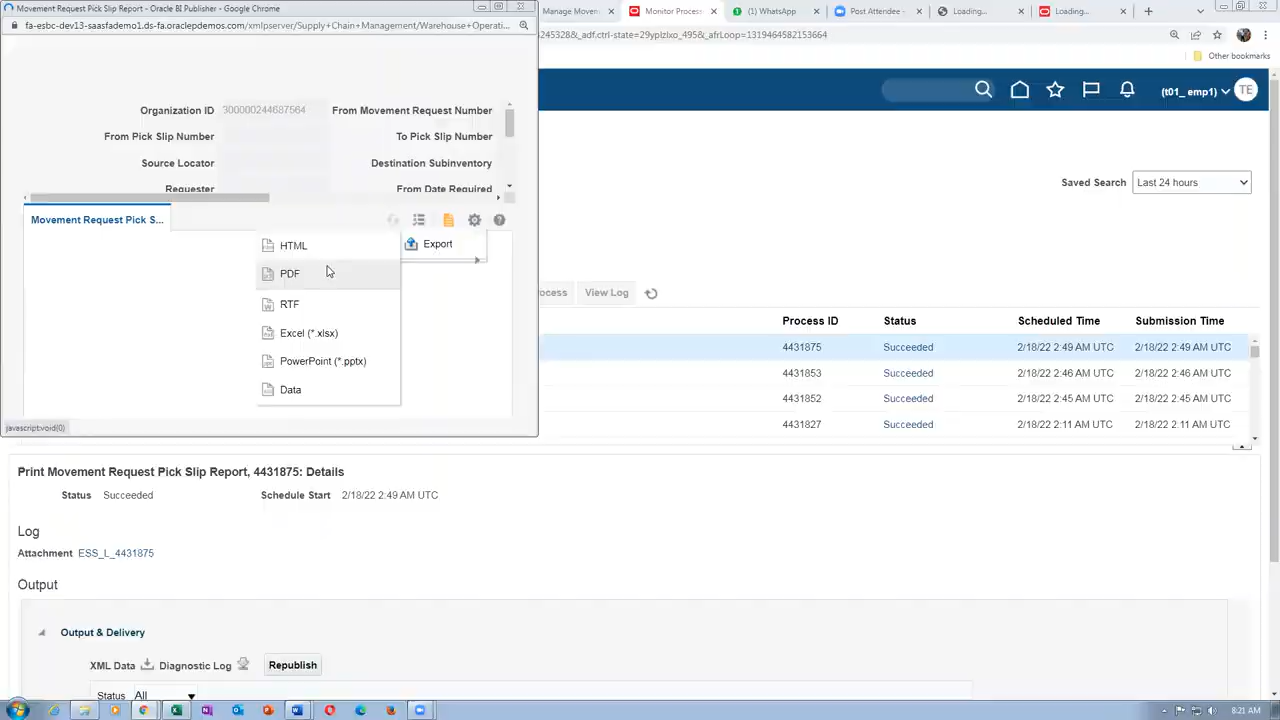 Movement Request Pick Slip Report - Oracle BI Publisher - Google Chrome
fa-esbc-dev13-saasfademo1.ds-fa.oraclepdemos.com/xmlpserver/Supply+Chain+Management/Warehouse+Operati...
Manage Movem
Monitor Process
(1) WhatsApp
Post Attendee -
Loading...
Loading...
245328&_adf.ctrl-state=29yplzlxo_495&_afrLoop=1319464582153664
Other bookmarks
(t01_ emp1)
TE
Organization ID 300000244687564 From Movement Request Number
From Pick Slip Number To Pick Slip Number
Source Locator Destination Subinventory
Requester From Date Required
Saved Search Last 24 hours
Movement Request Pick S...
Export
HTML
PDF
RTF
Excel (*.xlsx)
PowerPoint (*.pptx)
Data
javascript:void(0)
ocess View Log
Process ID Status Scheduled Time Submission Time
4431875 Succeeded 2/18/22 2:49 AM UTC 2/18/22 2:49 AM UTC
4431853 Succeeded 2/18/22 2:46 AM UTC 2/18/22 2:46 AM UTC
4431852 Succeeded 2/18/22 2:45 AM UTC 2/18/22 2:45 AM UTC
4431827 Succeeded 2/18/22 2:11 AM UTC 2/18/22 2:11 AM UTC
Print Movement Request Pick Slip Report, 4431875: Details
Status Succeeded Schedule Start 2/18/22 2:49 AM UTC
Log
Attachment ESS_L_4431875
Output
Output & Delivery
XML Data Diagnostic Log Republish
Status All
8:21 AM